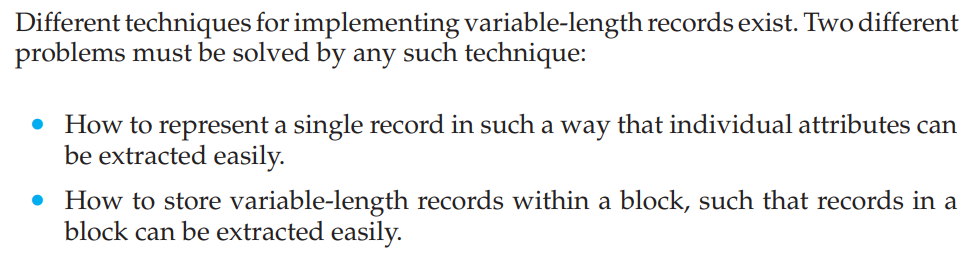 Different techniques for implementing variable-length records exist. Two different
problems must be solved by any such technique:
• How to represent a single record in such a way that individual attributes can
be extracted easily.
• How to store variable-length records within a block, such that records in a
block can be extracted easily.